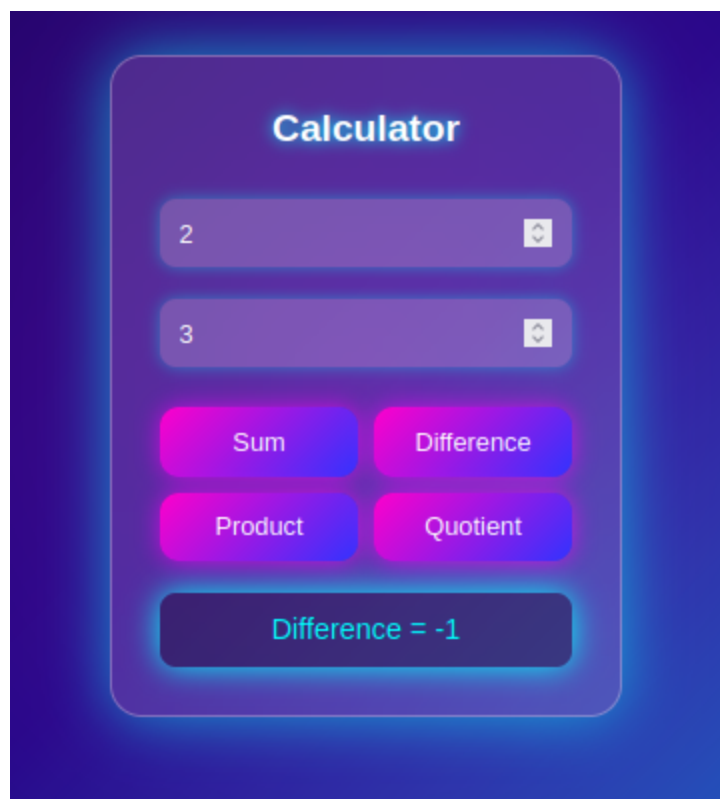 Calculator
2
3
Sum Difference
Product Quotient
Difference = -1